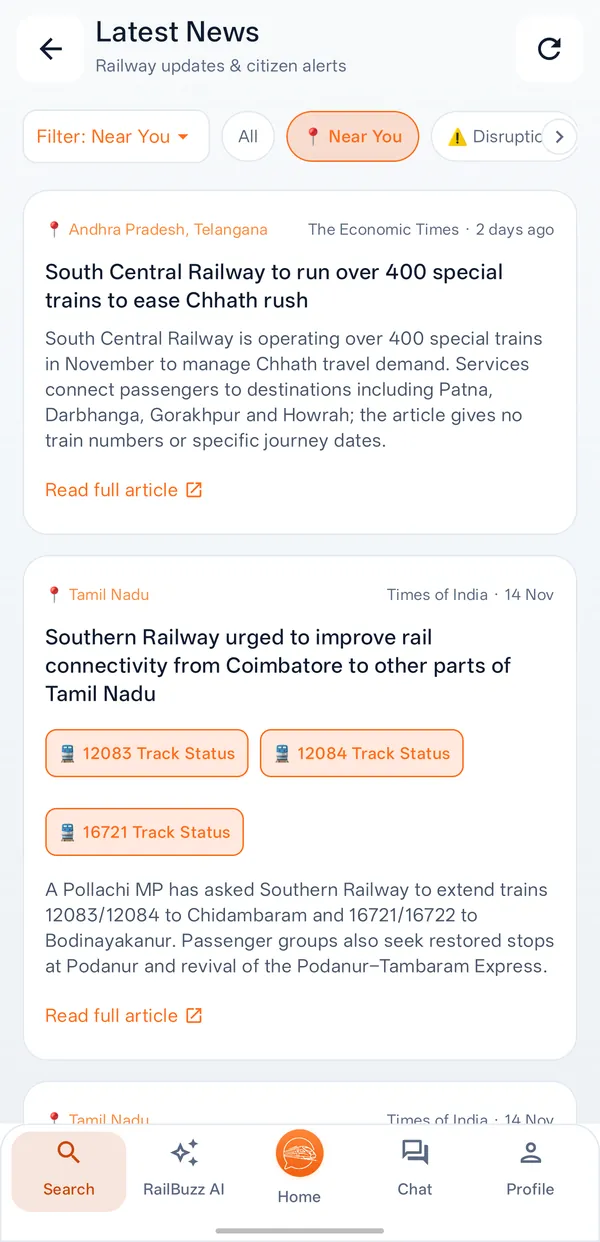 Latest News
Railway updates & citizen alerts
Filter: Near You
All
Near You
Disruptic
Andhra Pradesh, Telangana
The Economic Times · 2 days ago
South Central Railway to run over 400 special
trains to ease Chhath rush
South Central Railway is operating over 400 special trains
in November to manage Chhath travel demand. Services
connect passengers to destinations including Patna,
Darbhanga, Gorakhpur and Howrah; the article gives no
train numbers or specific journey dates.
Read full article
Tamil Nadu
Times of India · 14 Nov
Southern Railway urged to improve rail
connectivity from Coimbatore to other parts of
Tamil Nadu
12083 Track Status
12084 Track Status
16721 Track Status
A Pollachi MP has asked Southern Railway to extend trains
12083/12084 to Chidambaram and 16721/16722 to
Bodinayakanur. Passenger groups also seek restored stops
at Podanur and revival of the Podanur–Tambaram Express.
Read full article
Tamil Nadu
Times of India · 14 Nov
Search
RailBuzz AI
Home
Chat
Profile